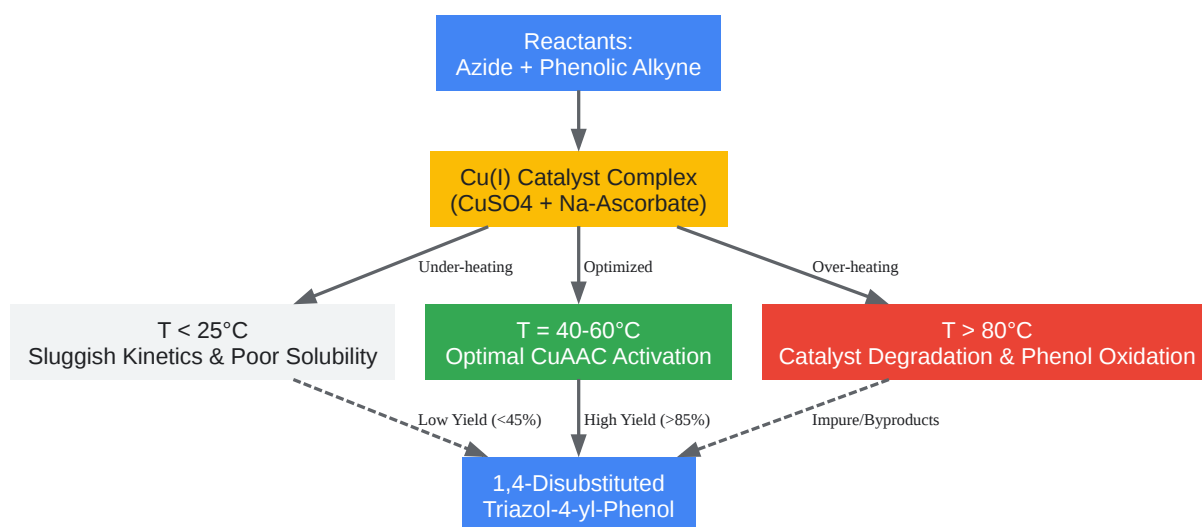 Reactants:
Azide + Phenolic Alkyne
Cu(I) Catalyst Complex
(CuSO4 + Na-Ascorbate)
Under-heating
Optimized
Over-heating
T < 25°C
Sluggish Kinetics & Poor Solubility
T = 40-60°C
Optimal CuAAC Activation
T > 80°C
Catalyst Degradation & Phenol Oxidation
Low Yield (<45%)
High Yield (>85%)
Impure/Byproducts
1,4-Disubstituted
Triazol-4-yl-Phenol